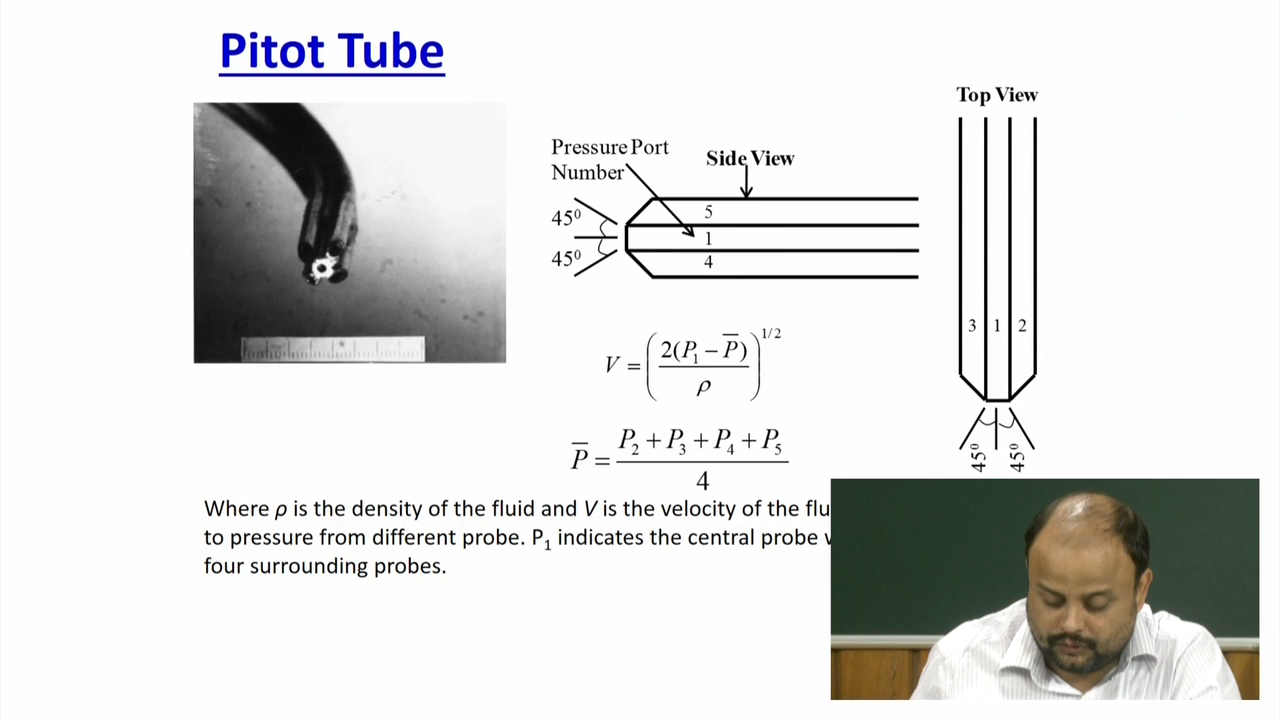 Pitot Tube
Top View
Pressure Port
Number
Side View
45⁰
45⁰
5
1
4
3 1 2
45⁰ 45⁰
V = (2(P₁ − P̅) / ρ)^1/2
P̅ = (P₂ + P₃ + P₄ + P₅) / 4
Where ρ is the density of the fluid and V is the velocity of the
to pressure from different probe. P₁ indicates the central probe
four surrounding probes.